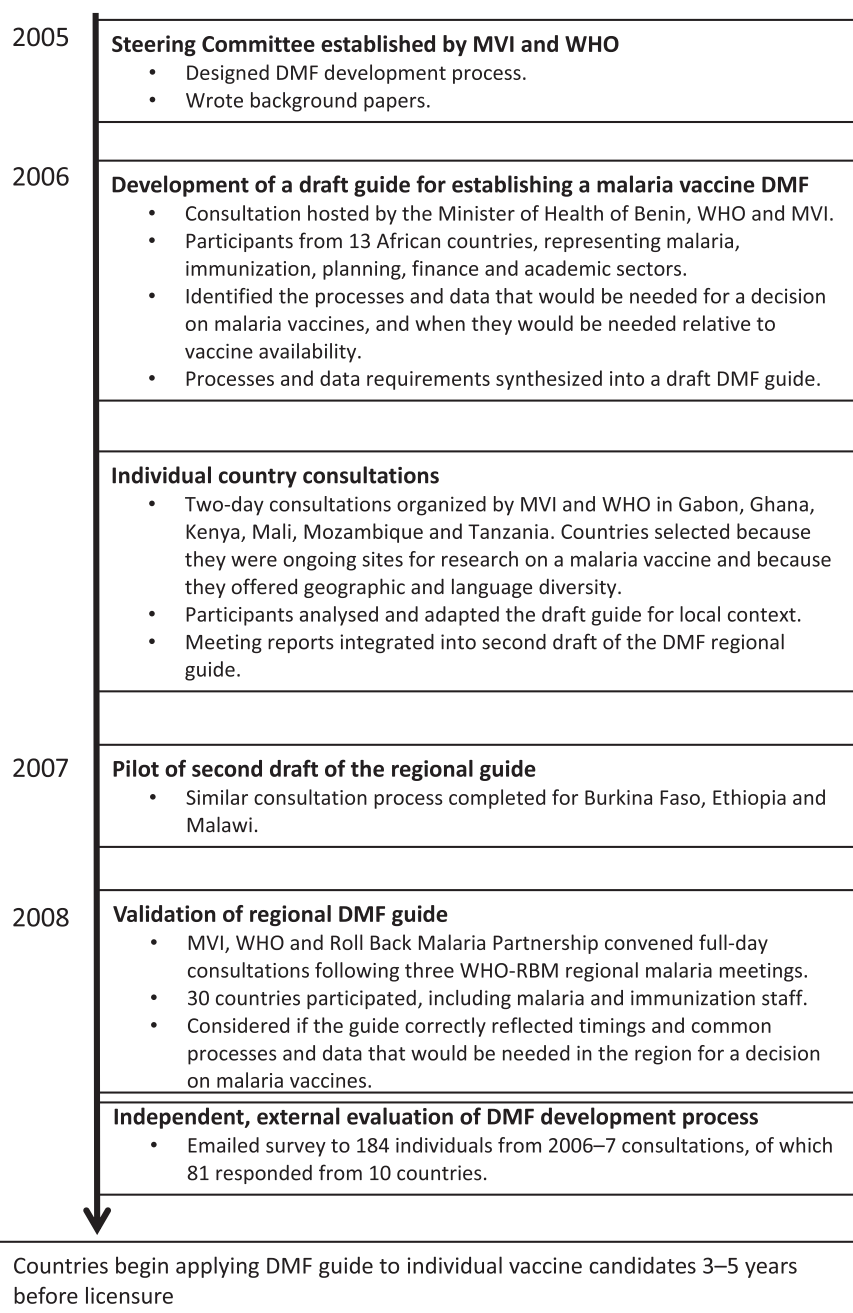 2005
Steering Committee established by MVI and WHO
• Designed DMF development process.
• Wrote background papers.
2006
Development of a draft guide for establishing a malaria vaccine DMF
• Consultation hosted by the Minister of Health of Benin, WHO and MVI.
• Participants from 13 African countries, representing malaria,
immunization, planning, finance and academic sectors.
• Identified the processes and data that would be needed for a decision
on malaria vaccines, and when they would be needed relative to
vaccine availability.
• Processes and data requirements synthesized into a draft DMF guide.
Individual country consultations
• Two-day consultations organized by MVI and WHO in Gabon, Ghana,
Kenya, Mali, Mozambique and Tanzania. Countries selected because
they were ongoing sites for research on a malaria vaccine and because
they offered geographic and language diversity.
• Participants analysed and adapted the draft guide for local context.
• Meeting reports integrated into second draft of the DMF regional
guide.
2007
Pilot of second draft of the regional guide
• Similar consultation process completed for Burkina Faso, Ethiopia and
Malawi.
2008
Validation of regional DMF guide
• MVI, WHO and Roll Back Malaria Partnership convened full-day
consultations following three WHO-RBM regional malaria meetings.
• 30 countries participated, including malaria and immunization staff.
• Considered if the guide correctly reflected timings and common
processes and data that would be needed in the region for a decision
on malaria vaccines.
Independent, external evaluation of DMF development process
• Emailed survey to 184 individuals from 2006–7 consultations, of which
81 responded from 10 countries.
Countries begin applying DMF guide to individual vaccine candidates 3–5 years
before licensure